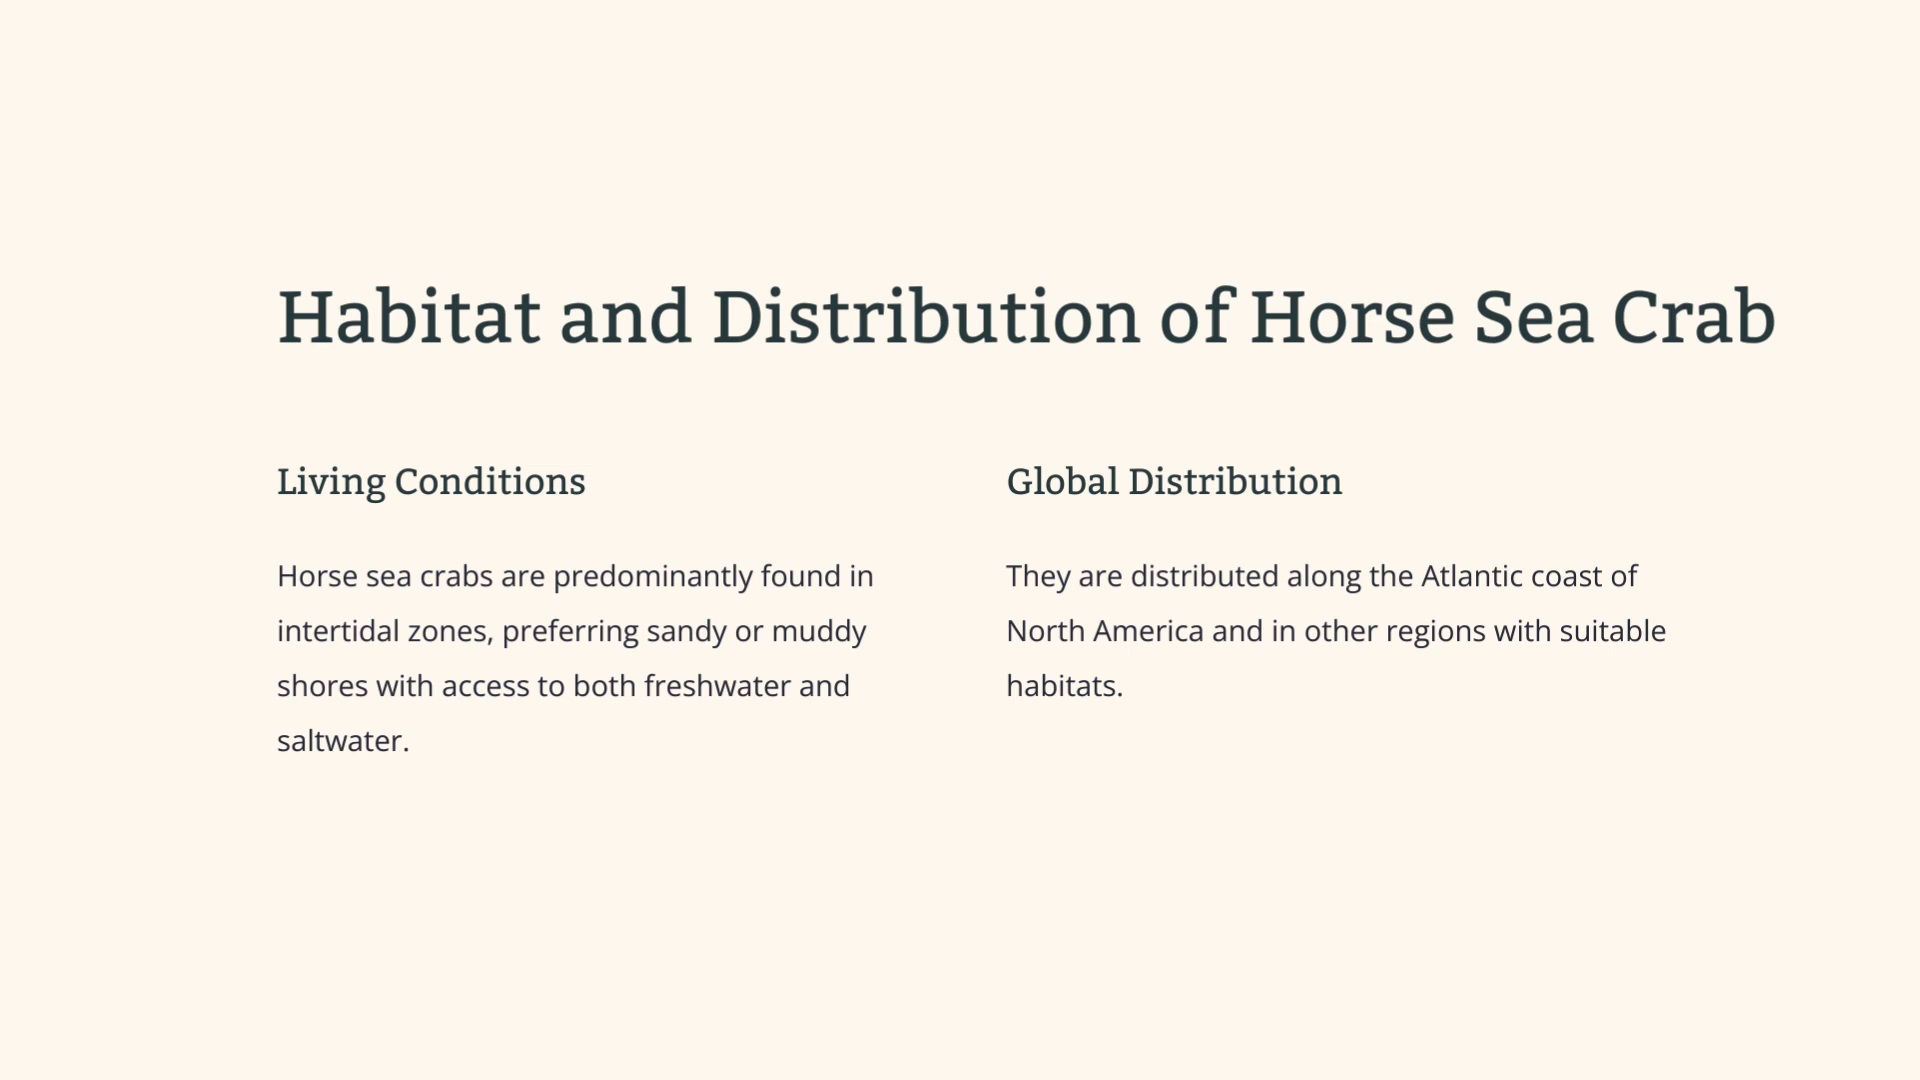 Habitat and Distribution of Horse Sea Crab
Living Conditions
Horse sea crabs are predominantly found in
intertidal zones, preferring sandy or muddy
shores with access to both freshwater and
saltwater.
Global Distribution
They are distributed along the Atlantic coast of
North America and in other regions with suitable
habitats.